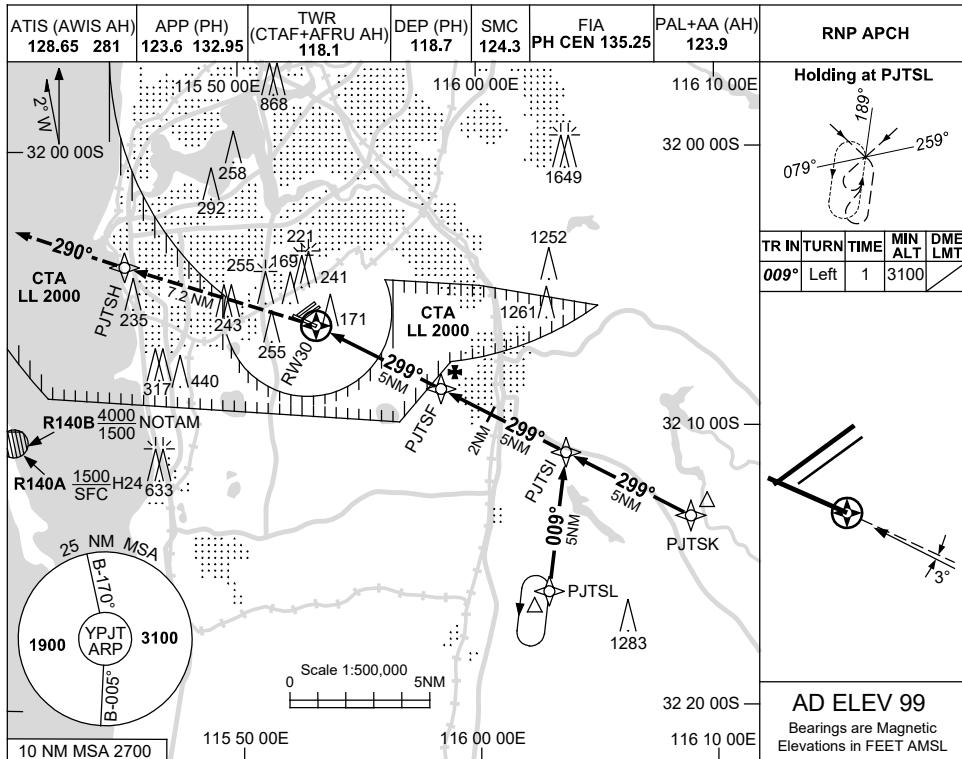 ATIS (AWIS AH)
128.65 281
APP (PH)
123.6 132.95
TWR
(CTAF+AFRU AH)
118.1
DEP (PH)
118.7
SMC
124.3
FIA
PH CEN 135.25
PAL+AA (AH)
123.9
RNP APCH
2° W
115 50 00E
116 00 00E
116 10 00E
32 00 00S
32 00 00S
868
258
292
1649
290°
CTA
LL 2000
PJTSH
7.2 NM
235
255
169
221
241
243
255
171
RW30
1252
1261
CTA
LL 2000
299°
5NM
317
440
PJTSF
R140B 4000
1500 NOTAM
R140A 1500
SFC H24
633
2NM
299°
5NM
32 10 00S
PJTSI
299°
5NM
PJTSK
009°
5NM
PJTSL
1283
25 NM MSA
B-170°
1900
YPJT
ARP
3100
B-005°
Scale 1:500,000
0 5NM
32 20 00S
10 NM MSA 2700
115 50 00E
116 00 00E
116 10 00E
Holding at PJTSL
189°
079°
259°
TR IN TURN TIME MIN ALT DME LMT
009° Left 1 3100
3°
AD ELEV 99
Bearings are Magnetic
Elevations in FEET AMSL